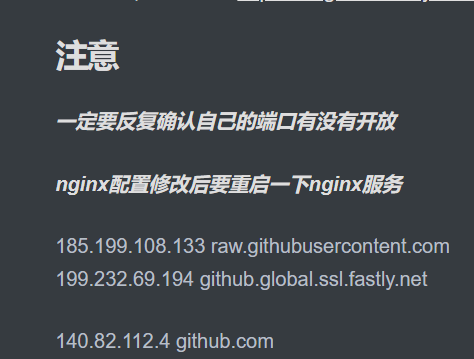 注意
一定要反复确认自己的端口有没有开放
nginx配置修改后要重启一下nginx服务
185.199.108.133 raw.githubusercontent.com
199.232.69.194 github.global.ssl.fastly.net
140.82.112.4 github.com